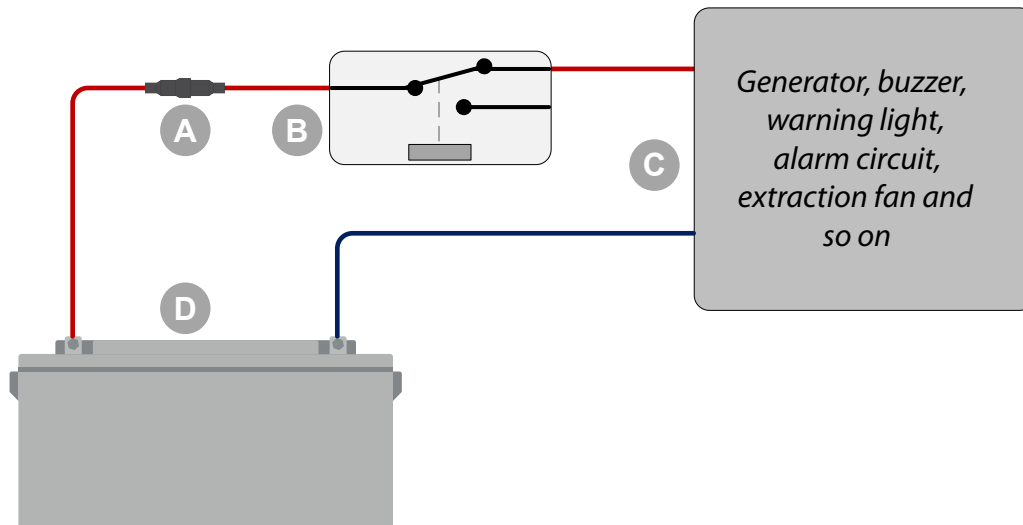 Generator, buzzer,
warning light,
alarm circuit,
extraction fan and
so on
A
B
C
D